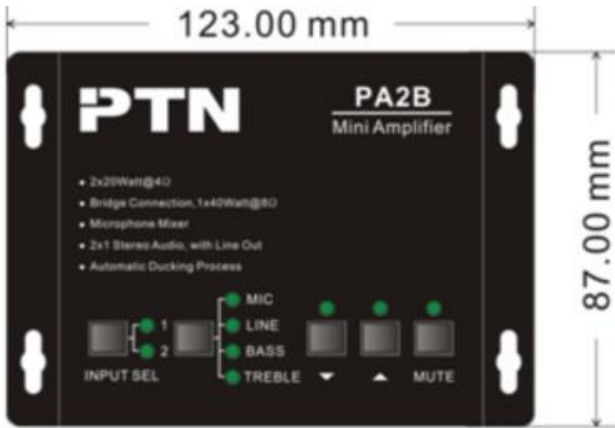 123.00 mm
PTN
PA2B
Mini Amplifier
87.00 mm
• 2x20Watt@4Ω
• Bridge Connection,1x40Watt@8Ω
• Microphone Mixer
• 2x1 Stereo Audio, with Line Out
• Automatic Ducking Process
MIC
1 LINE
2 BASS
INPUT SEL TREBLE MUTE